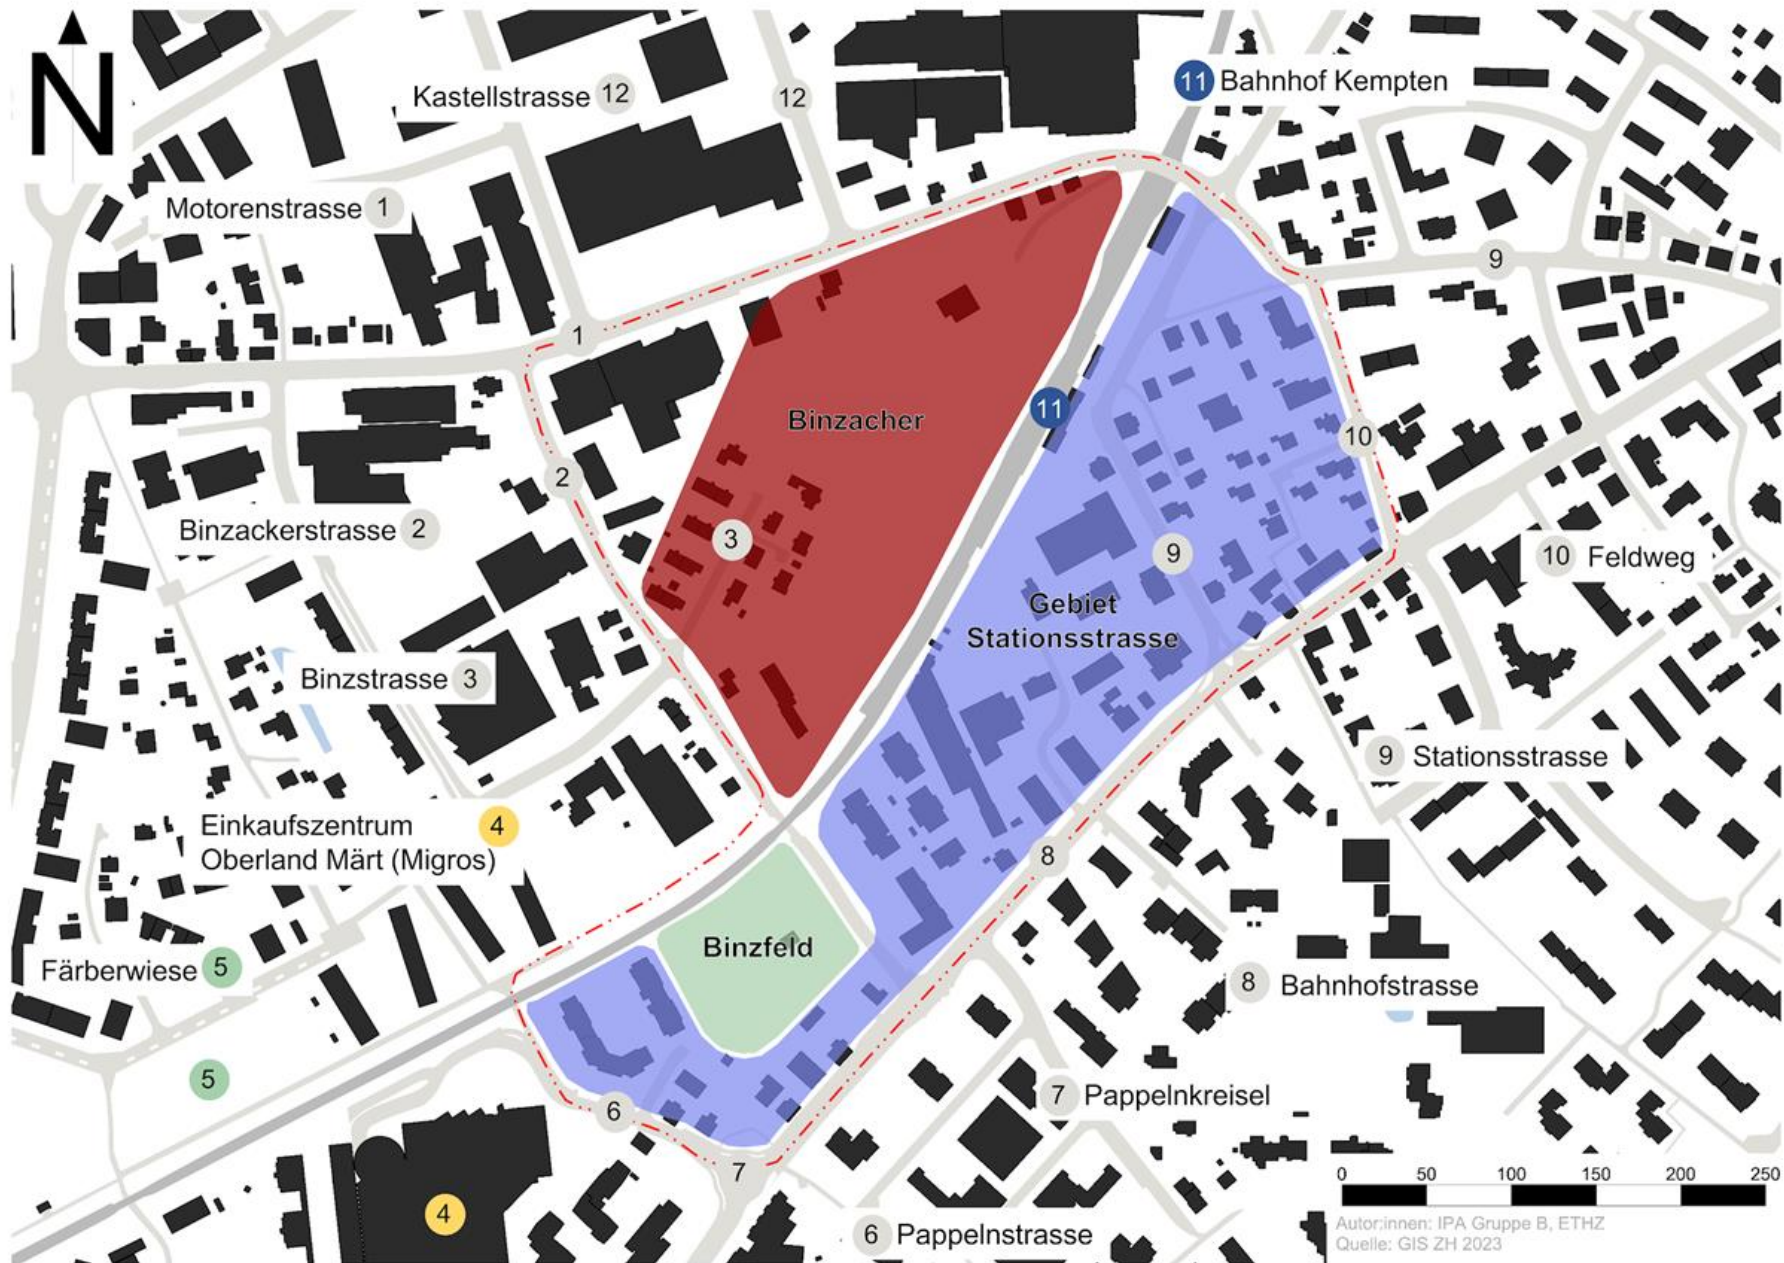 N
Kastellstrasse 12
12
11 Bahnhof Kempten
Motorenstrasse 1
9
1
Binzacher
11
10
2
Binzackerstrasse 2
3
9
10 Feldweg
Gebiet
Stationsstrasse
Binzstrasse 3
9 Stationsstrasse
Einkaufszentrum 4
Oberland Märt (Migros)
8
Binzfeld
Färberwiese 5
8 Bahnhofstrasse
5
7 Pappelnkreisel
6
7
0 50 100 150 200 250
4
6 Pappelnstrasse
Autor:innen: IPA Gruppe B, ETHZ
Quelle: GIS ZH 2023